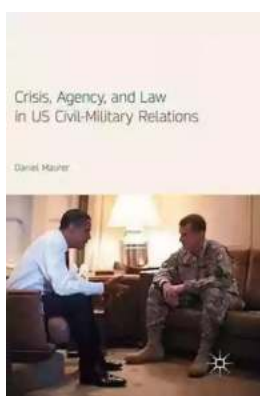 Crisis, Agency, and Law
in US Civil-Military Relations
Daniel Maurer